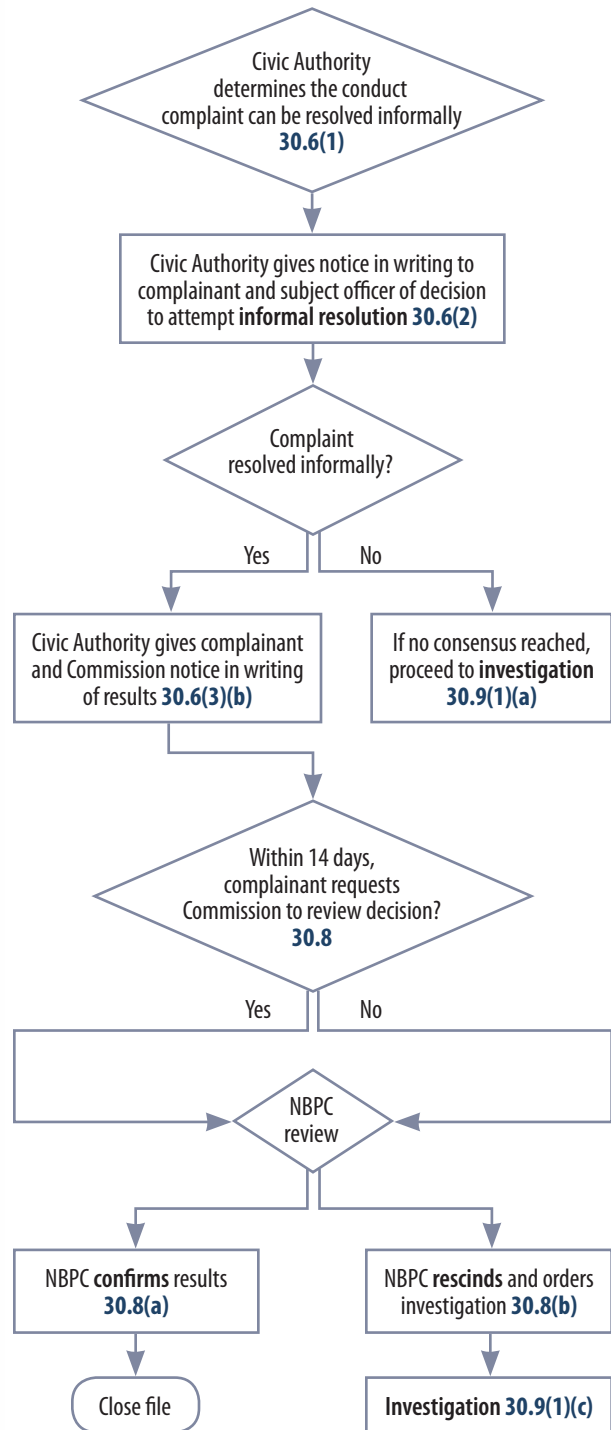 Civic Authority
determines the conduct
complaint can be resolved informally
30.6(1)
Civic Authority gives notice in writing to
complainant and subject officer of decision
to attempt informal resolution 30.6(2)
Complaint
resolved informally?
Yes
No
Civic Authority gives complainant
and Commission notice in writing
of results 30.6(3)(b)
If no consensus reached,
proceed to investigation
30.9(1)(a)
Within 14 days,
complainant requests
Commission to review decision?
30.8
Yes
No
NBPC
review
NBPC confirms results
30.8(a)
NBPC rescinds and orders
investigation 30.8(b)
Close file
Investigation 30.9(1)(c)